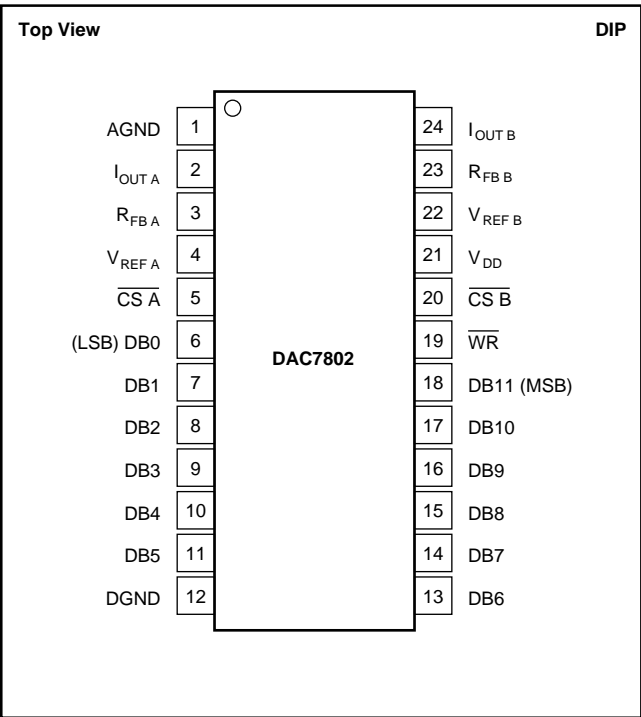 Top View DIP
AGND 1 24 IOUT B
IOUT A 2 23 RFB B
RFB A 3 22 VREF B
VREF A 4 21 VDD
CS A 5 20 CS B
(LSB) DB0 6 19 WR
DAC7802
DB1 7 18 DB11 (MSB)
DB2 8 17 DB10
DB3 9 16 DB9
DB4 10 15 DB8
DB5 11 14 DB7
DGND 12 13 DB6